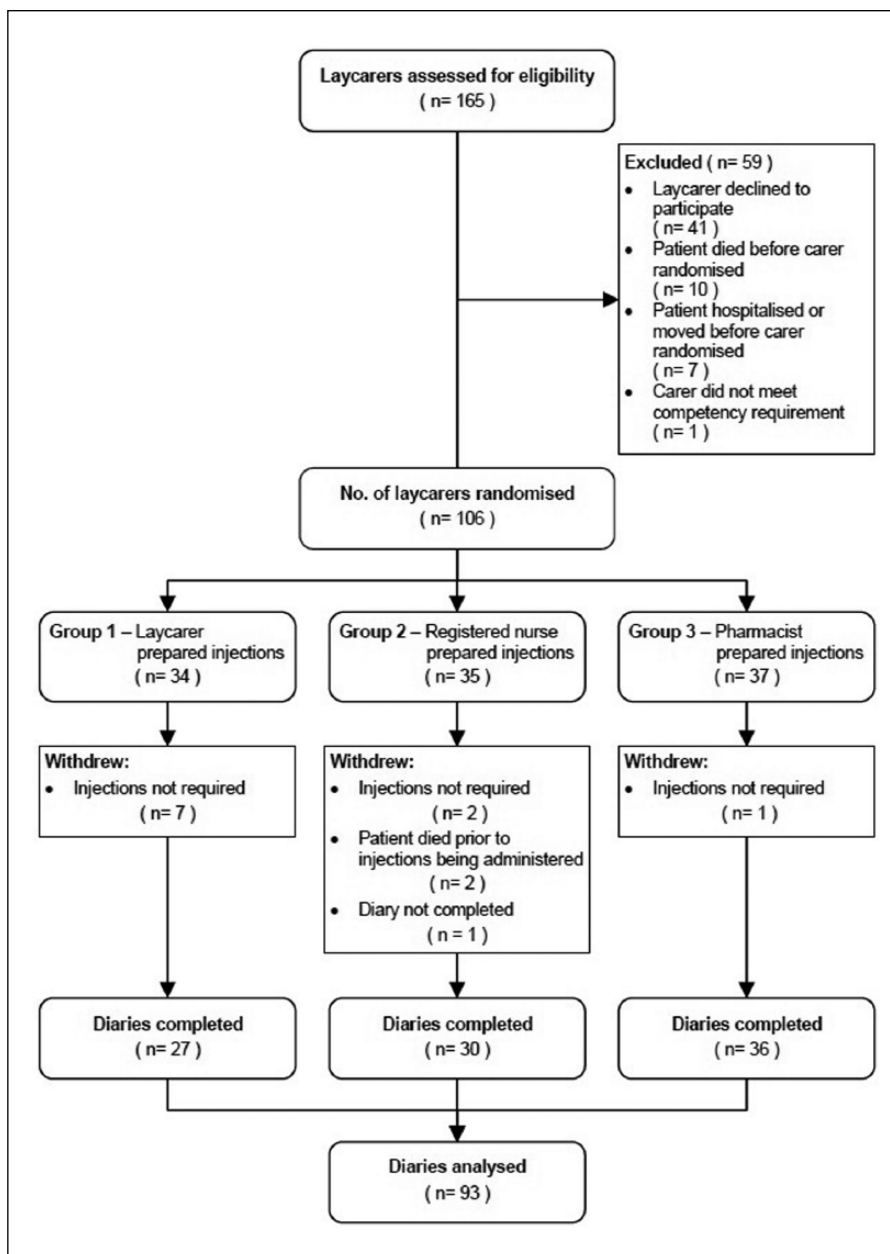 Laycarers assessed for eligibility
( n= 165 )
Excluded ( n= 59 )
• Laycarer declined to
participate
( n= 41 )
• Patient died before carer
randomised
( n= 10 )
• Patient hospitalised or
moved before carer
randomised
( n= 7 )
• Carer did not meet
competency requirement
( n= 1 )
No. of laycarers randomised
( n= 106 )
Group 1 – Laycarer
prepared injections
( n= 34 )
Group 2 – Registered nurse
prepared injections
( n= 35 )
Group 3 – Pharmacist
prepared injections
( n= 37 )
Withdrew:
• Injections not required
( n= 7 )
Withdrew:
• Injections not required
( n= 2 )
• Patient died prior to
injections being administered
( n= 2 )
• Diary not completed
( n = 1 )
Withdrew:
• Injections not required
( n= 1 )
Diaries completed
( n= 27 )
Diaries completed
( n= 30 )
Diaries completed
( n= 36 )
Diaries analysed
( n= 93 )